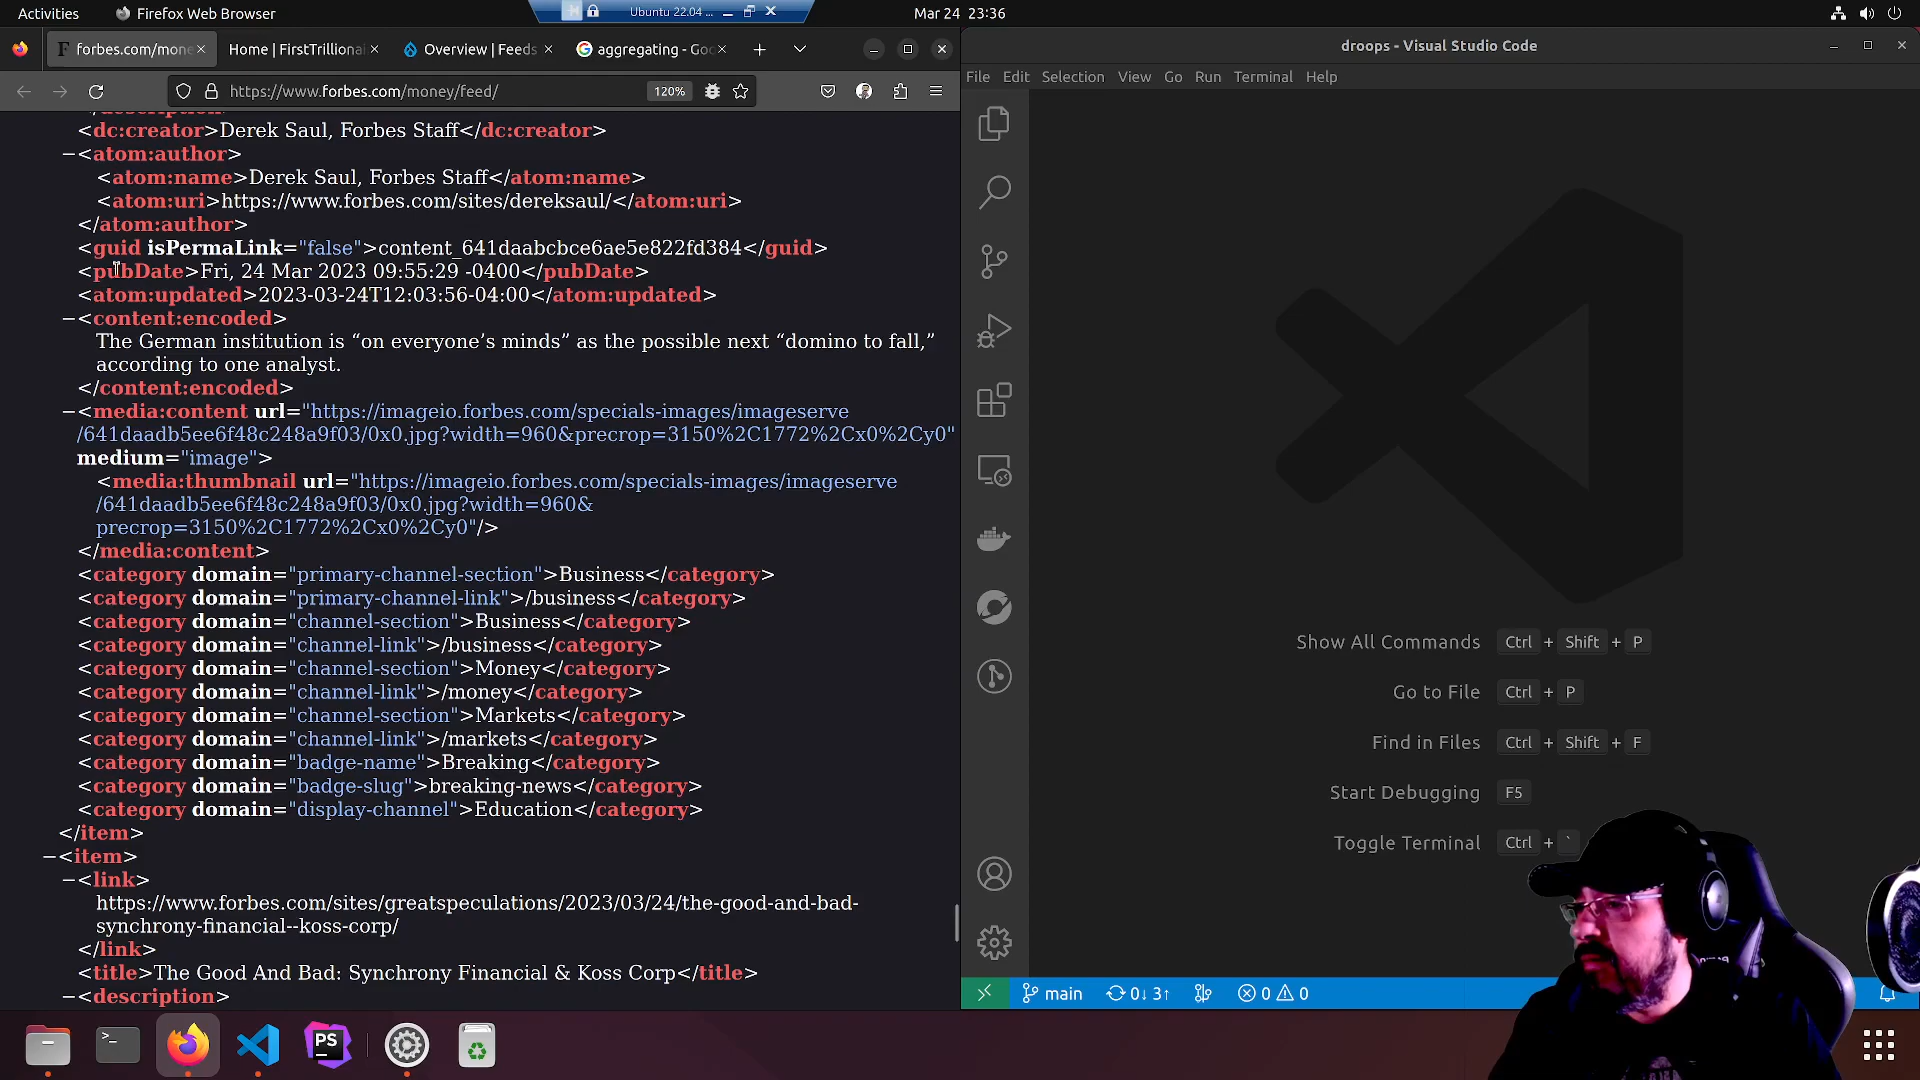 Activities
Firefox Web Browser
Ubuntu 22.04 ...
Mar 24 23:36
forbes.com/mone
Home | FirstTrilliona
Overview | Feeds
aggregating - Goo
https://www.forbes.com/money/feed/
120%
<dc:creator>Derek Saul, Forbes Staff</dc:creator>
−<atom:author>
<atom:name>Derek Saul, Forbes Staff</atom:name>
<atom:uri>https://www.forbes.com/sites/dereksaul/</atom:uri>
</atom:author>
<guid isPermaLink="false">content_641daabcbce6ae5e822fd384</guid>
<pubDate>Fri, 24 Mar 2023 09:55:29 -0400</pubDate>
<atom:updated>2023-03-24T12:03:56-04:00</atom:updated>
−<content:encoded>
The German institution is “on everyone’s minds” as the possible next “domino to fall,”
according to one analyst.
</content:encoded>
−<media:content url="https://imageio.forbes.com/specials-images/imageserve
/641daadb5ee6f48c248a9f03/0x0.jpg?width=960&precrop=3150%2C1772%2Cx0%2Cy0"
medium="image">
<media:thumbnail url="https://imageio.forbes.com/specials-images/imageserve
/641daadb5ee6f48c248a9f03/0x0.jpg?width=960&
precrop=3150%2C1772%2Cx0%2Cy0"/>
</media:content>
<category domain="primary-channel-section">Business</category>
<category domain="primary-channel-link">/business</category>
<category domain="channel-section">Business</category>
<category domain="channel-link">/business</category>
<category domain="channel-section">Money</category>
<category domain="channel-link">/money</category>
<category domain="channel-section">Markets</category>
<category domain="channel-link">/markets</category>
<category domain="badge-name">Breaking</category>
<category domain="badge-slug">breaking-news</category>
<category domain="display-channel">Education</category>
</item>
−<item>
−<link>
https://www.forbes.com/sites/greatspeculations/2023/03/24/the-good-and-bad-
synchrony-financial--koss-corp/
</link>
<title>The Good And Bad: Synchrony Financial & Koss Corp</title>
−<description>
droops - Visual Studio Code
File Edit Selection View Go Run Terminal Help
Show All Commands Ctrl + Shift + P
Go to File Ctrl + P
Find in Files Ctrl + Shift + F
Start Debugging F5
Toggle Terminal Ctrl + `
main 0↓ 3↑ 0 0
PS